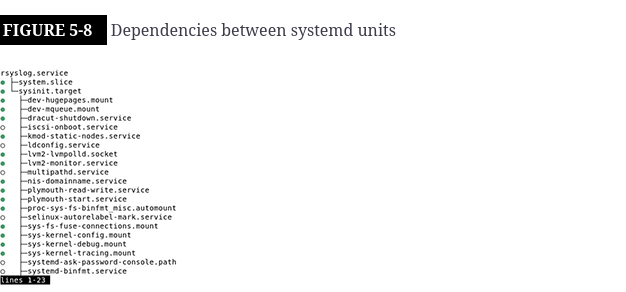 FIGURE 5-8 Dependencies between systemd units
rsyslog.service
● ├─system.slice
● └─sysinit.target
●   ├─dev-hugepages.mount
●   ├─dev-mqueue.mount
●   ├─dracut-shutdown.service
○   ├─iscsi-onboot.service
●   ├─kmod-static-nodes.service
○   ├─ldconfig.service
●   ├─lvm2-lvmpolld.socket
●   ├─lvm2-monitor.service
○   ├─multipathd.service
●   ├─nis-domainname.service
●   ├─plymouth-read-write.service
●   ├─plymouth-start.service
●   ├─proc-sys-fs-binfmt_misc.automount
○   ├─selinux-autorelabel-mark.service
●   ├─sys-fs-fuse-connections.mount
●   ├─sys-kernel-config.mount
●   ├─sys-kernel-debug.mount
●   ├─sys-kernel-tracing.mount
○   ├─systemd-ask-password-console.path
○   ├─systemd-binfmt.service
lines 1-23